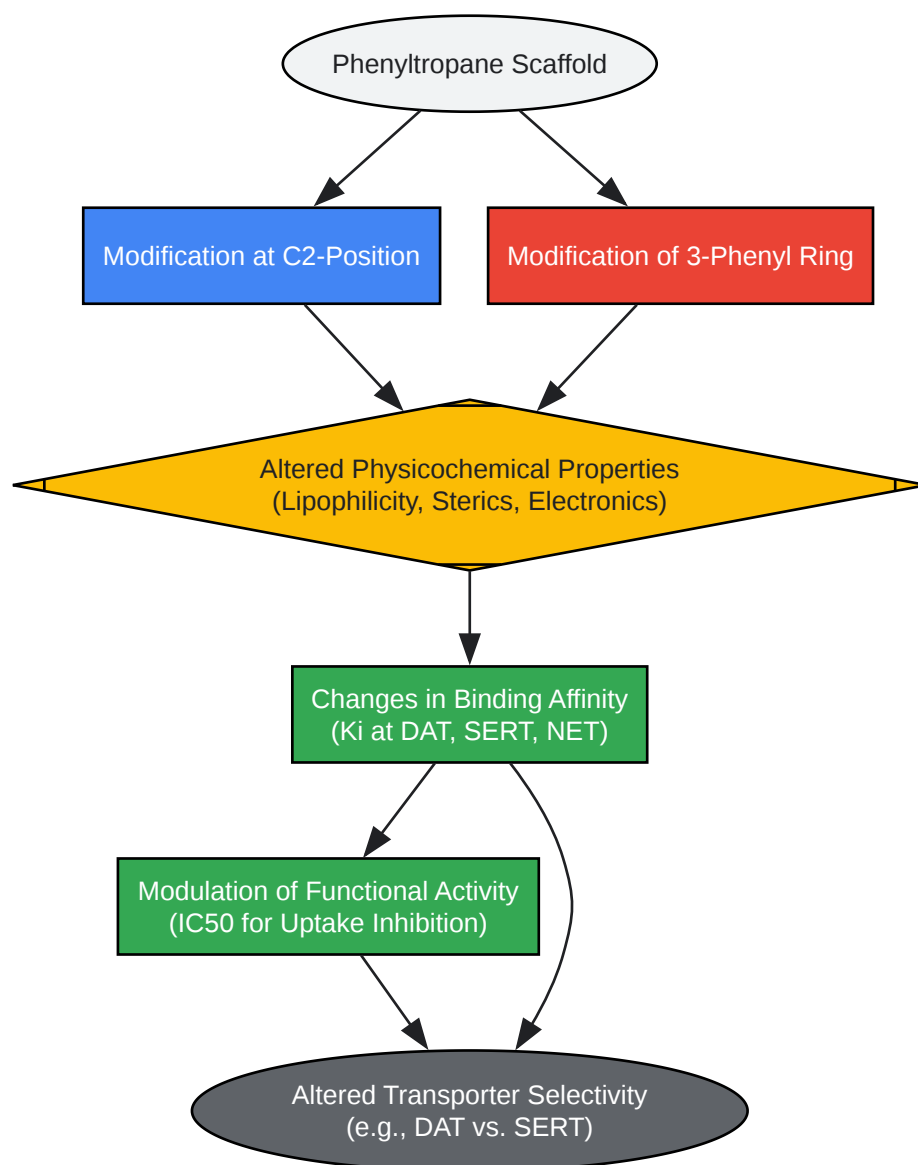 Phenyltropane Scaffold
Modification at C2-Position
Modification of 3-Phenyl Ring
Altered Physicochemical Properties
(Lipophilicity, Sterics, Electronics)
Changes in Binding Affinity
(Ki at DAT, SERT, NET)
Modulation of Functional Activity
(IC50 for Uptake Inhibition)
Altered Transporter Selectivity
(e.g., DAT vs. SERT)